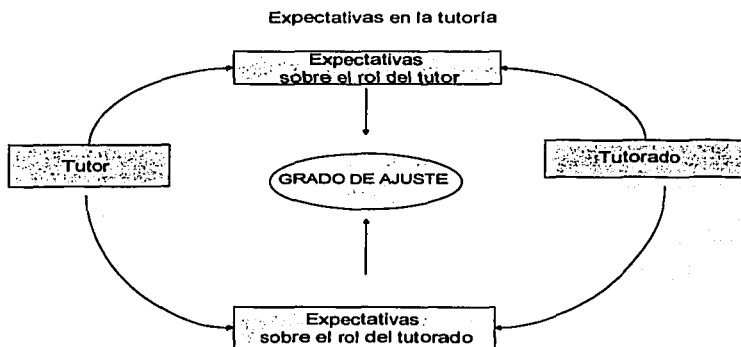 Expectativas en la tutoría
Expectativas
sobre el rol del tutor
Tutor
Tutorado
GRADO DE AJUSTE
Expectativas
sobre el rol del tutorado